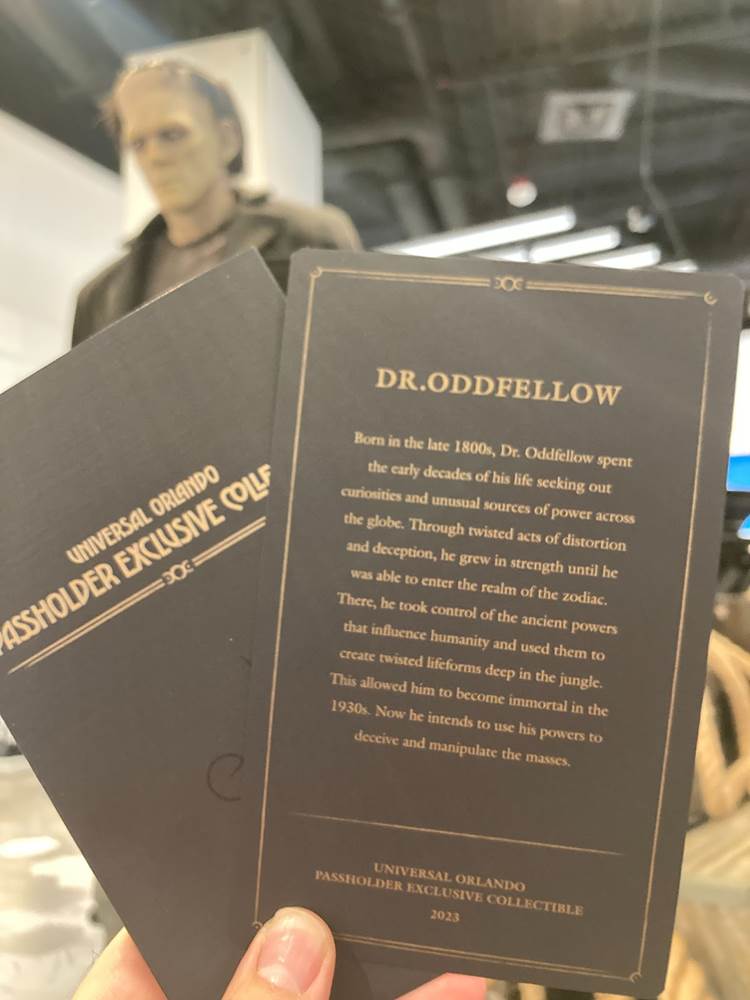 UNIVERSAL ORLANDO
PASSHOLDER EXCLUSIVE COLLE
DR.ODDFELLOW
Born in the late 1800s, Dr. Oddfellow spent
the early decades of his life seeking out
curiosities and unusual sources of power across
the globe. Through twisted acts of distortion
and deception, he grew in strength until he
was able to enter the realm of the zodiac.
There, he took control of the ancient powers
that influence humanity and used them to
create twisted lifeforms deep in the jungle.
This allowed him to become immortal in the
1930s. Now he intends to use his powers to
deceive and manipulate the masses.
UNIVERSAL ORLANDO
PASSHOLDER EXCLUSIVE COLLECTIBLE
2023